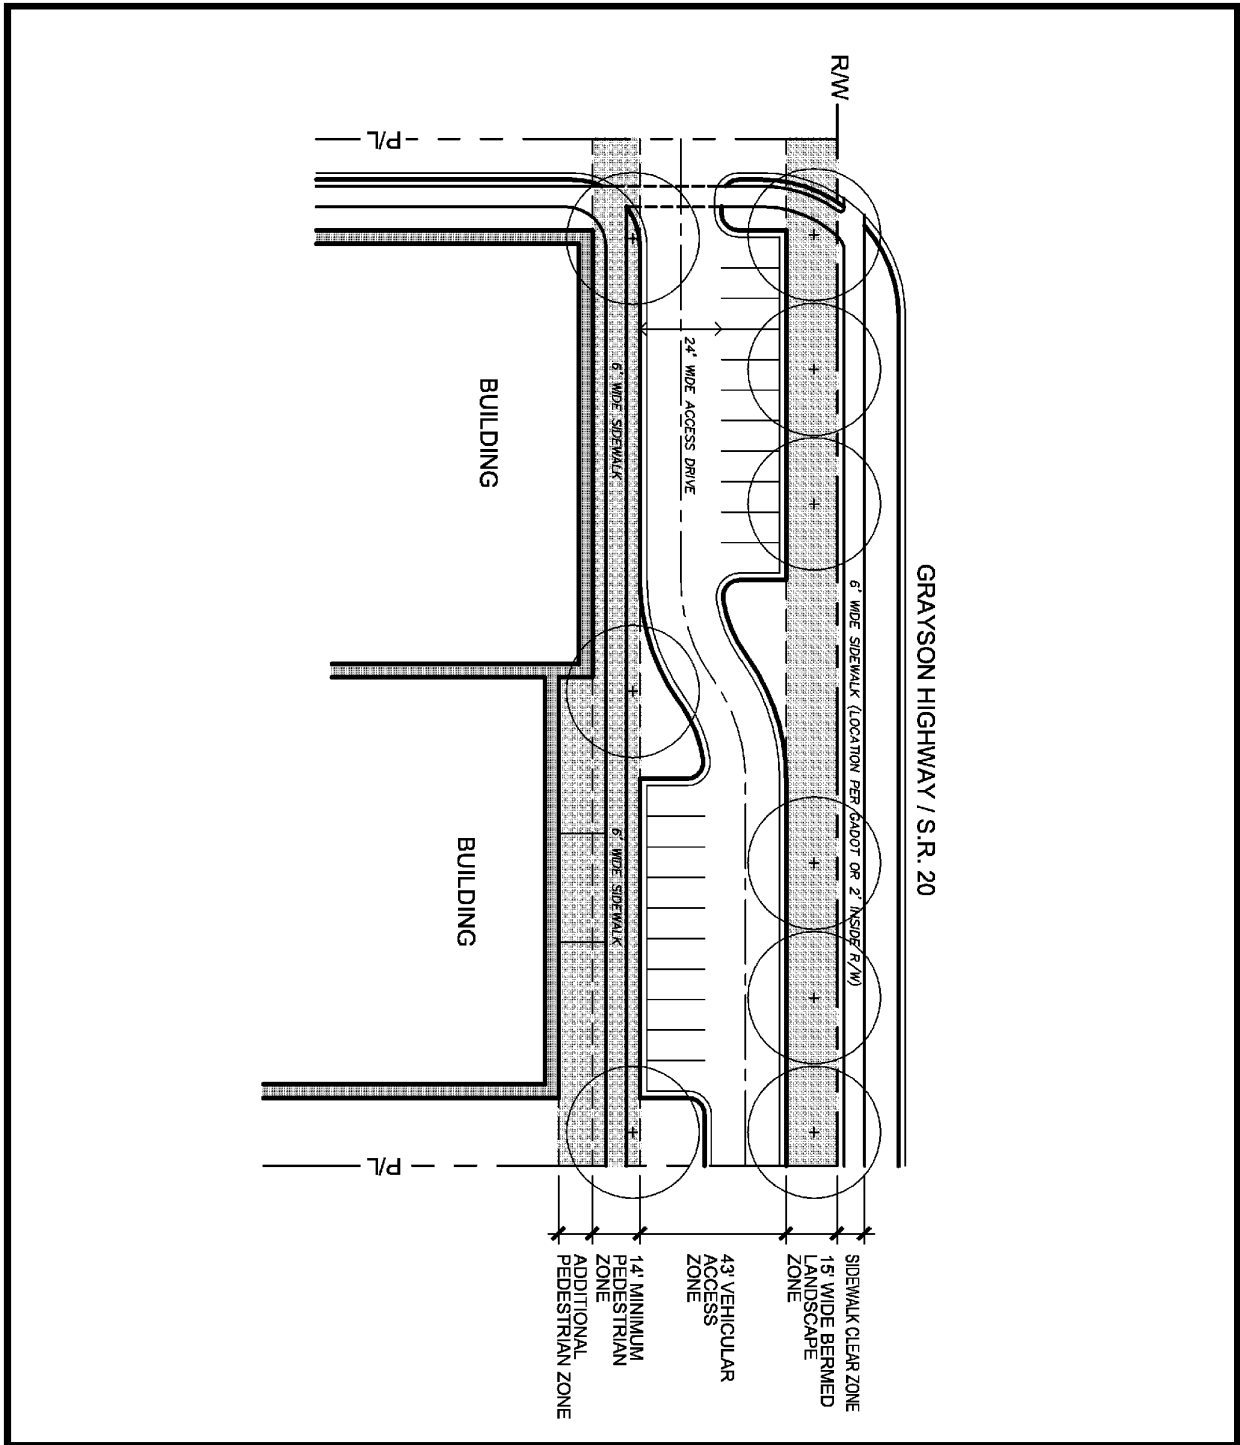 R/W
P/L
GRAYSON HIGHWAY / S.R. 20
6' WIDE SIDEWALK (LOCATION PER GADOT OR 2' INSIDE R/W)
24' WIDE ACCESS DRIVE
6' WIDE SIDEWALK
6' WIDE SIDEWALK
BUILDING
BUILDING
P/L
SIDEWALK CLEAR ZONE
15' WIDE BERMED
LANDSCAPE
ZONE
43' VEHICULAR
ACCESS
ZONE
14' MINIMUM
PEDESTRIAN
ZONE
ADDITIONAL
PEDESTRIAN ZONE